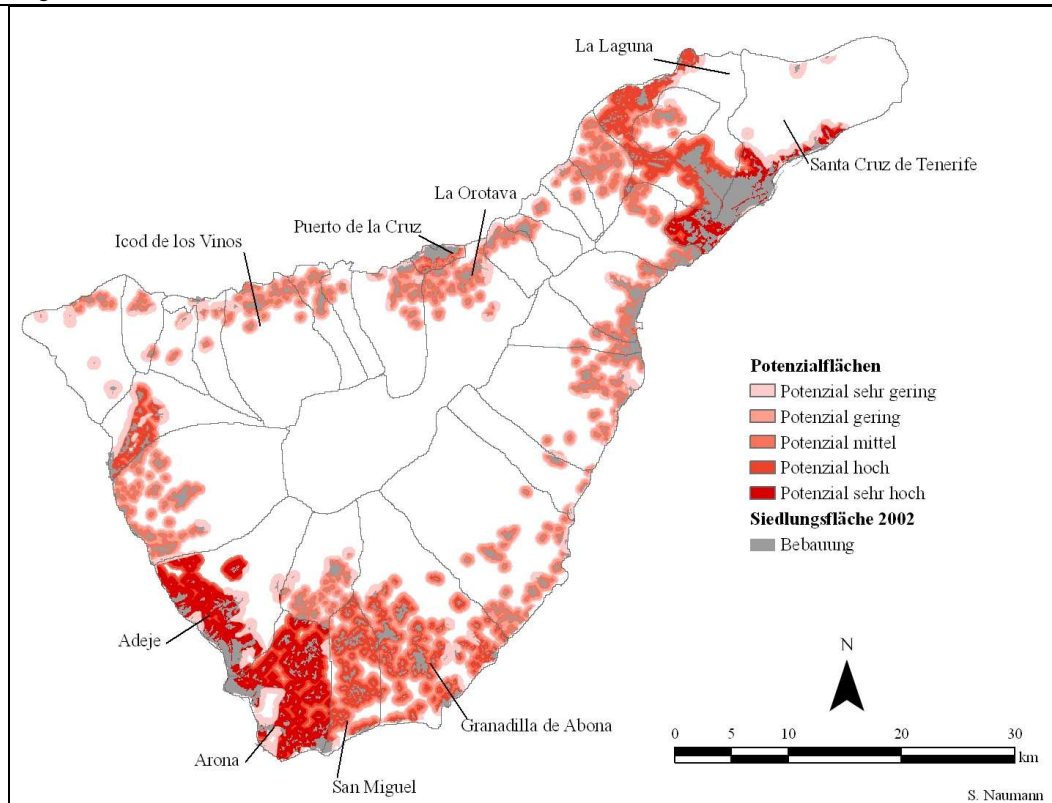 La Laguna
Santa Cruz de Tenerife
La Orotava
Puerto de la Cruz
Icod de los Vinos
Potenzialflächen
Potenzial sehr gering
Potenzial gering
Potenzial mittel
Potenzial hoch
Potenzial sehr hoch
Siedlungsfläche 2002
Bebauung
Adeje
N
Granadilla de Abona
Arona
San Miguel
0 5 10 20 30
km
S. Naumann